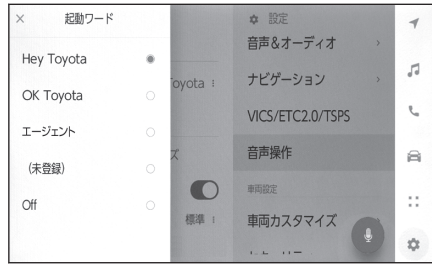 起動ワード
Hey Toyota
OK Toyota
エージェント
(未登録)
Off
oyota
ズ
標準
設定
音声&オーディオ
ナビゲーション
VICS/ETC2.0/TSPS
音声操作
車両設定
車両カスタマイズ